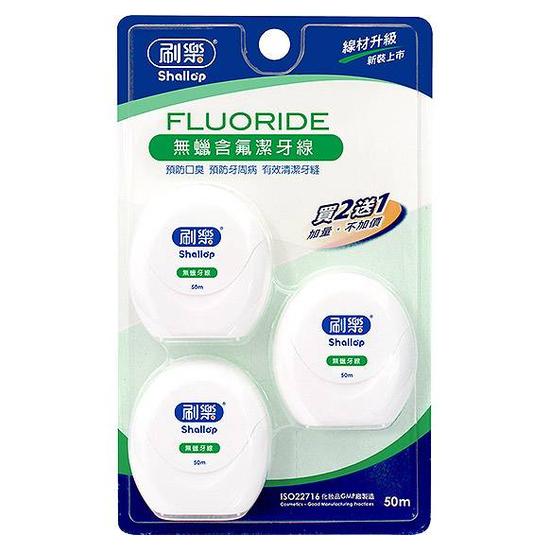 刷樂®
Shallop
線材升級
新裝上市
FLUORIDE
無蠟含氟潔牙線
預防口臭 預防牙周病 有效清潔牙縫
買2送1
加量·不加價
刷樂®
Shallop
無蠟牙線
50m
刷樂®
Shallop
無蠟牙線
50m
刷樂®
Shallop
無蠟牙線
50m
ISO22716 化妝品GMP廠製造
Cosmetics - Good Manufacturing Practices
50m